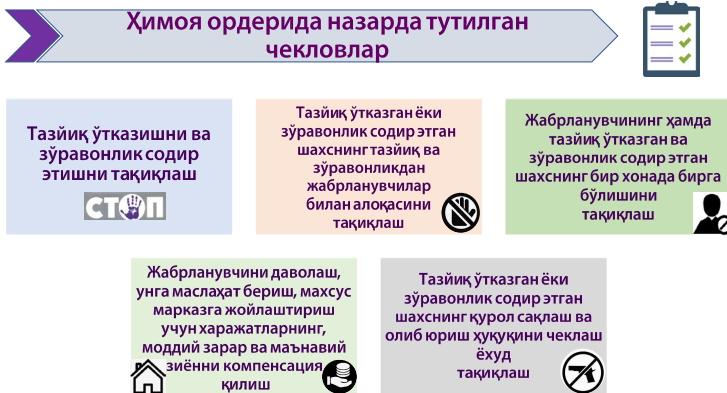 Ҳимоя ордерида назарда тутилган
чекловлар
Тазйиқ ўтказишни ва
зўравонлик содир
этишни тақиқлаш
СТОП
Тазйиқ ўтказган ёки
зўравонлик содир этган
шахснинг тазйиқ ва
зўравонликдан
жабрланувчилар
билан алоқасини
тақиқлаш
Жабрланувчининг ҳамда
тазйиқ ўтказган ва
зўравонлик содир этган
шахснинг бир хонада бирга
бўлишини
тақиқлаш
Жабрланувчини даволаш,
унга маслаҳат бериш, махсус
марказга жойлаштириш
учун харажатларнинг,
моддий зарар ва маънавий
зиённи компенсация
қилиш
Тазйиқ ўтказган ёки
зўравонлик содир этган
шахснинг қурол сақлаш ва
олиб юриш ҳуқуқини чеклаш
ёхуд
тақиқлаш